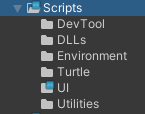 Scripts
DevTool
DLLs
Environment
Turtle
UI
Utilities